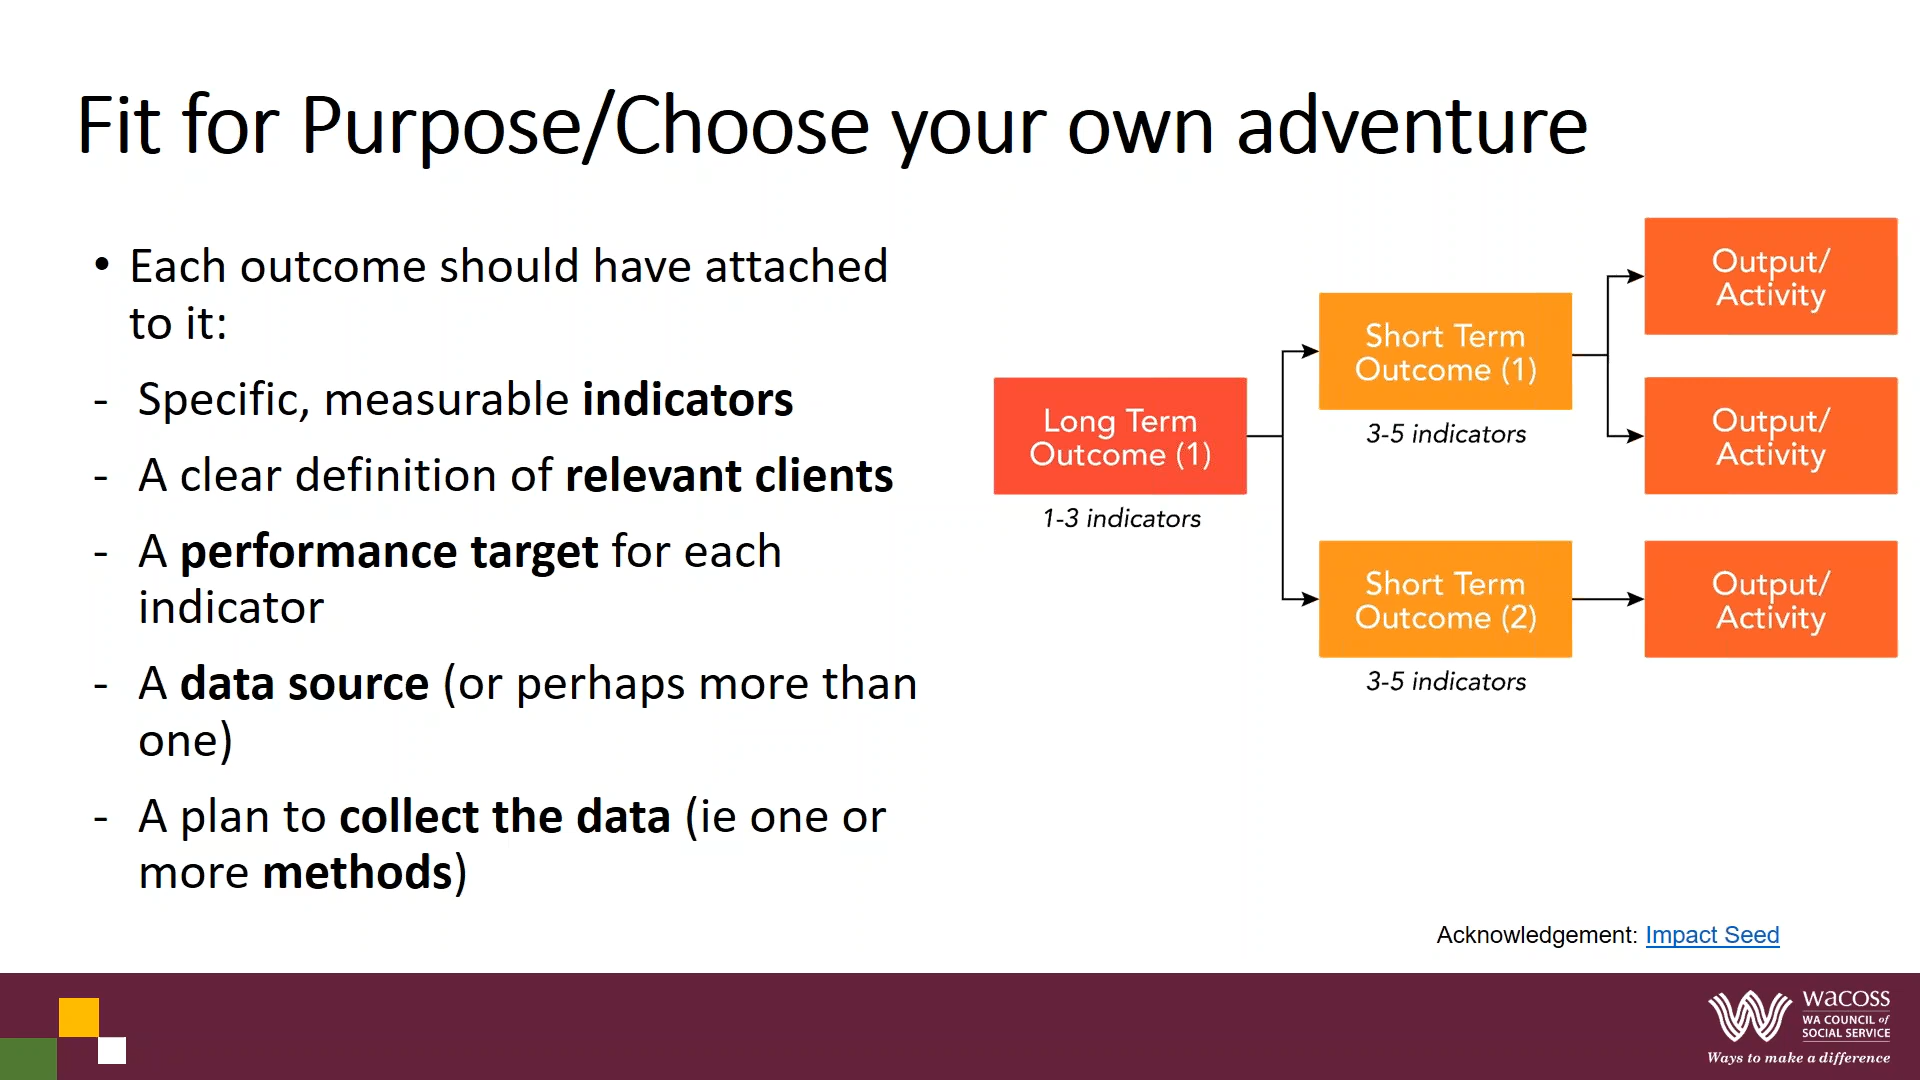 Fit for Purpose/Choose your own adventure
• Each outcome should have attached
to it:
- Specific, measurable indicators
- A clear definition of relevant clients
- A performance target for each
indicator
- A data source (or perhaps more than
one)
- A plan to collect the data (ie one or
more methods)
Long Term
Outcome (1)
1-3 indicators
Short Term
Outcome (1)
3-5 indicators
Short Term
Outcome (2)
3-5 indicators
Output/
Activity
Output/
Activity
Output/
Activity
Acknowledgement: Impact Seed
wacoss
WA COUNCIL of
SOCIAL SERVICE
Ways to make a difference